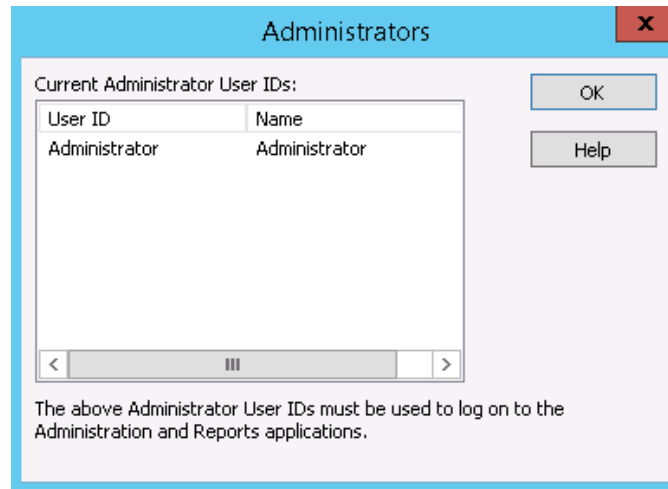 Administrators
x
Current Administrator User IDs:
OK
User ID Name
Administrator Administrator
Help
The above Administrator User IDs must be used to log on to the
Administration and Reports applications.